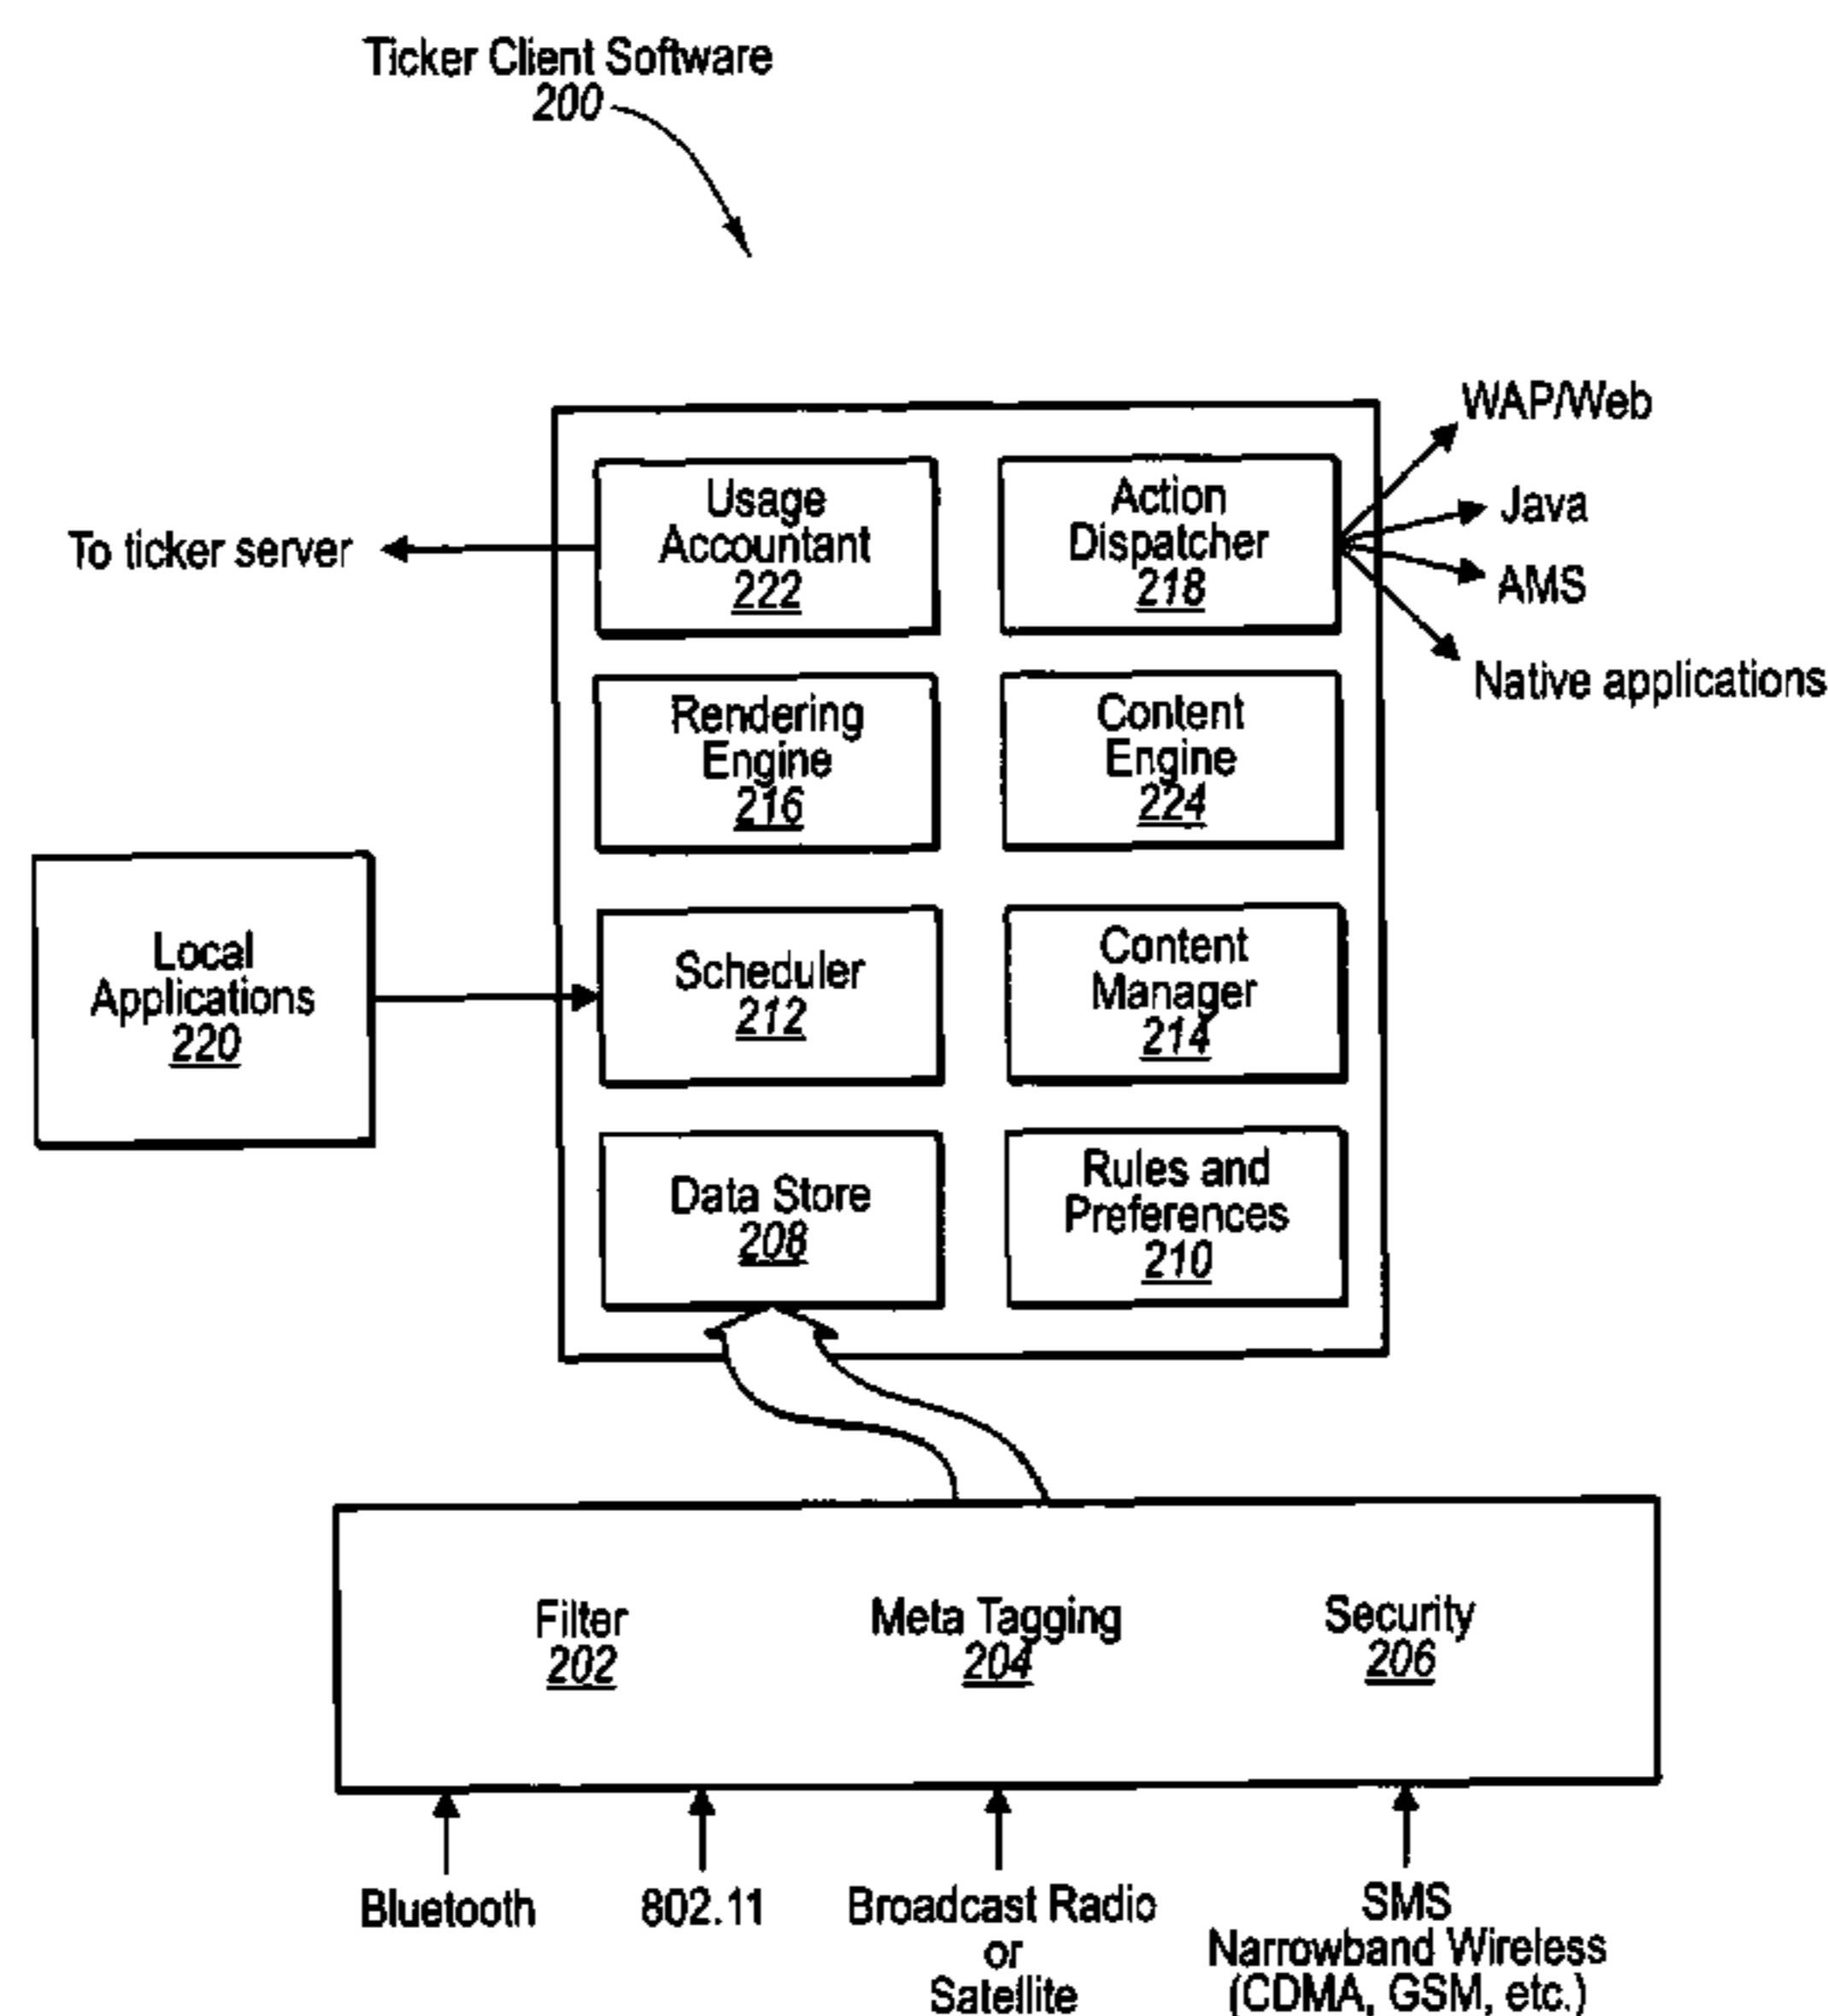 Ticker Client Software
200
WAP/Web
Java
AMS
Native applications
To ticker server
Usage
Accountant
222
Action
Dispatcher
218
Rendering
Engine
216
Content
Engine
224
Local
Applications
220
Scheduler
212
Content
Manager
214
Data Store
208
Rules and
Preferences
210
Filter
202
Meta Tagging
204
Security
206
Bluetooth
802.11
Broadcast Radio
or
Satellite
SMS
Narrowband Wireless
(CDMA, GSM, etc.)